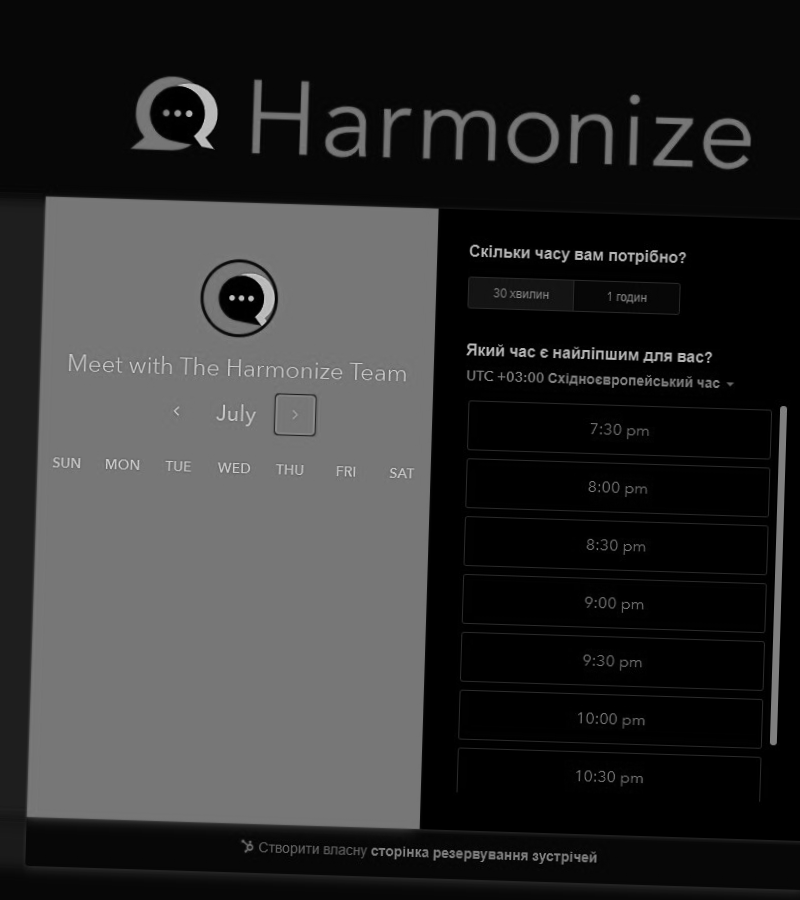 Harmonize
Meet with The Harmonize Team
July
SUN MON TUE WED THU FRI SAT
Скільки часу вам потрібно?
30 хвилин 1 годин
Який час є найліпшим для вас?
UTC +03:00 Східноєвропейський час
7:30 pm
8:00 pm
8:30 pm
9:00 pm
9:30 pm
10:00 pm
10:30 pm
Створити власну сторінка резервування зустрічей